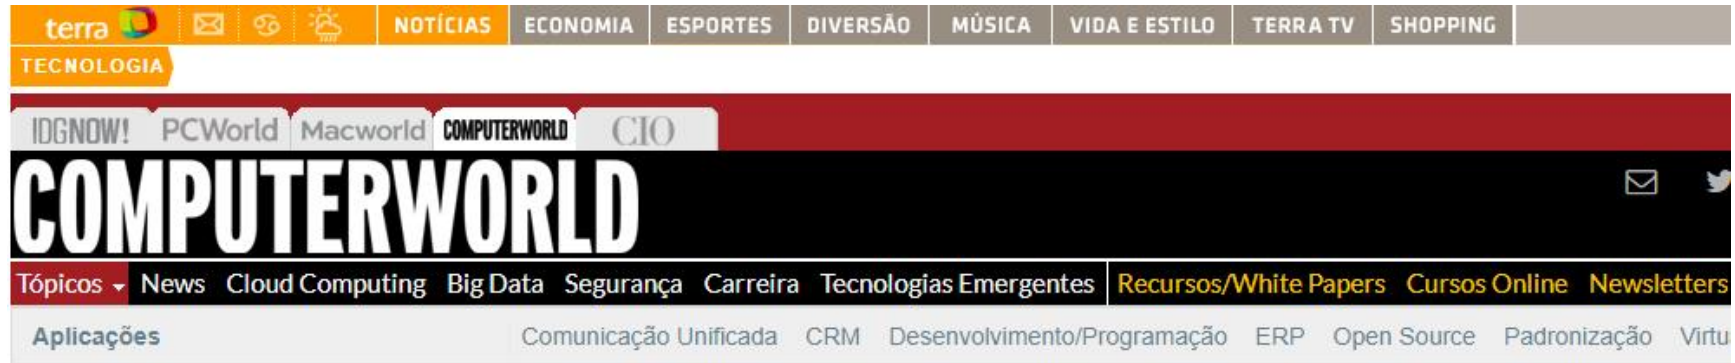 terra NOTÍCIAS ECONOMIA ESPORTES DIVERSÃO MÚSICA VIDA E ESTILO TERRA TV SHOPPING
TECNOLOGIA
IDGNOW! PCWorld Macworld COMPUTERWORLD CIO
COMPUTERWORLD
Tópicos News Cloud Computing Big Data Segurança Carreira Tecnologias Emergentes Recursos/White Papers Cursos Online Newsletters
Aplicações Comunicação Unificada CRM Desenvolvimento/Programação ERP Open Source Padronização Virtu